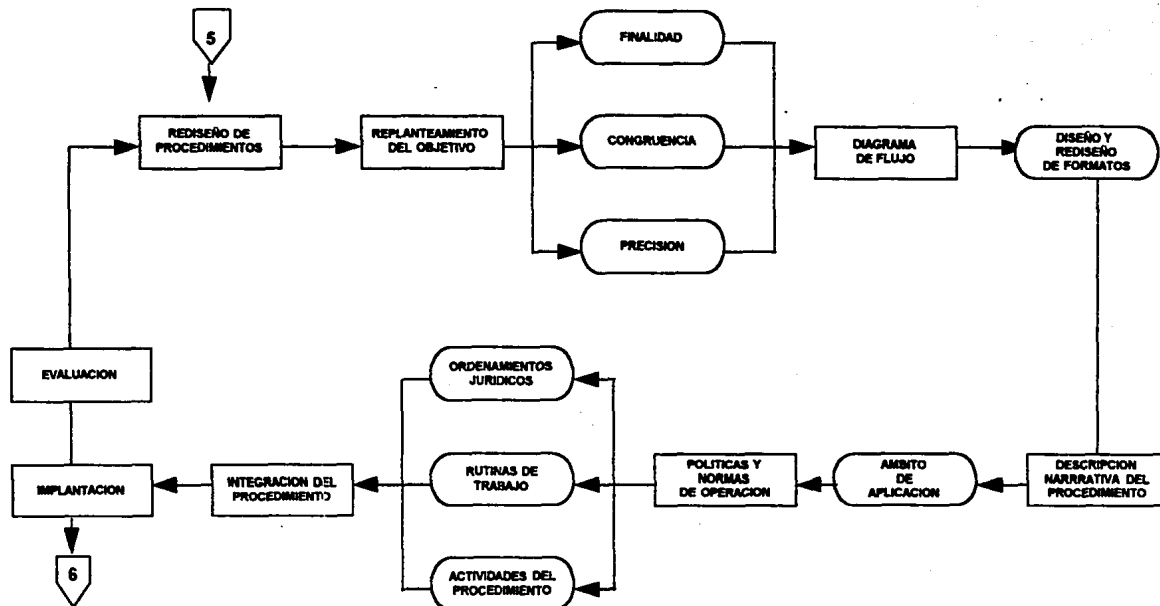 5
REDISEÑO DE
PROCEDIMIENTOS
REPLANTEAMIENTO
DEL OBJETIVO
FINALIDAD
CONGRUENCIA
PRECISION
DIAGRAMA
DE FLUJO
DISEÑO Y
REDISEÑO
DE FORMATOS
DESCRIPCION
NARRRATIVA DEL
PROCEDIMIENTO
AMBITO
DE
APLICACION
POLITICAS Y
NORMAS
DE OPERACION
ORDENAMIENTOS
JURIDICOS
RUTINAS DE
TRABAJO
ACTIVIDADES DEL
PROCEDIMIENTO
INTEGRACION DEL
PROCEDIMIENTO
IMPLANTACION
EVALUACION
6